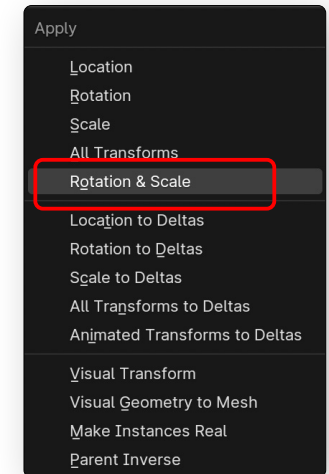 Apply
Location
Rotation
Scale
All Transforms
Rotation & Scale
Location to Deltas
Rotation to Deltas
Scale to Deltas
All Transforms to Deltas
Animated Transforms to Deltas
Visual Transform
Visual Geometry to Mesh
Make Instances Real
Parent Inverse